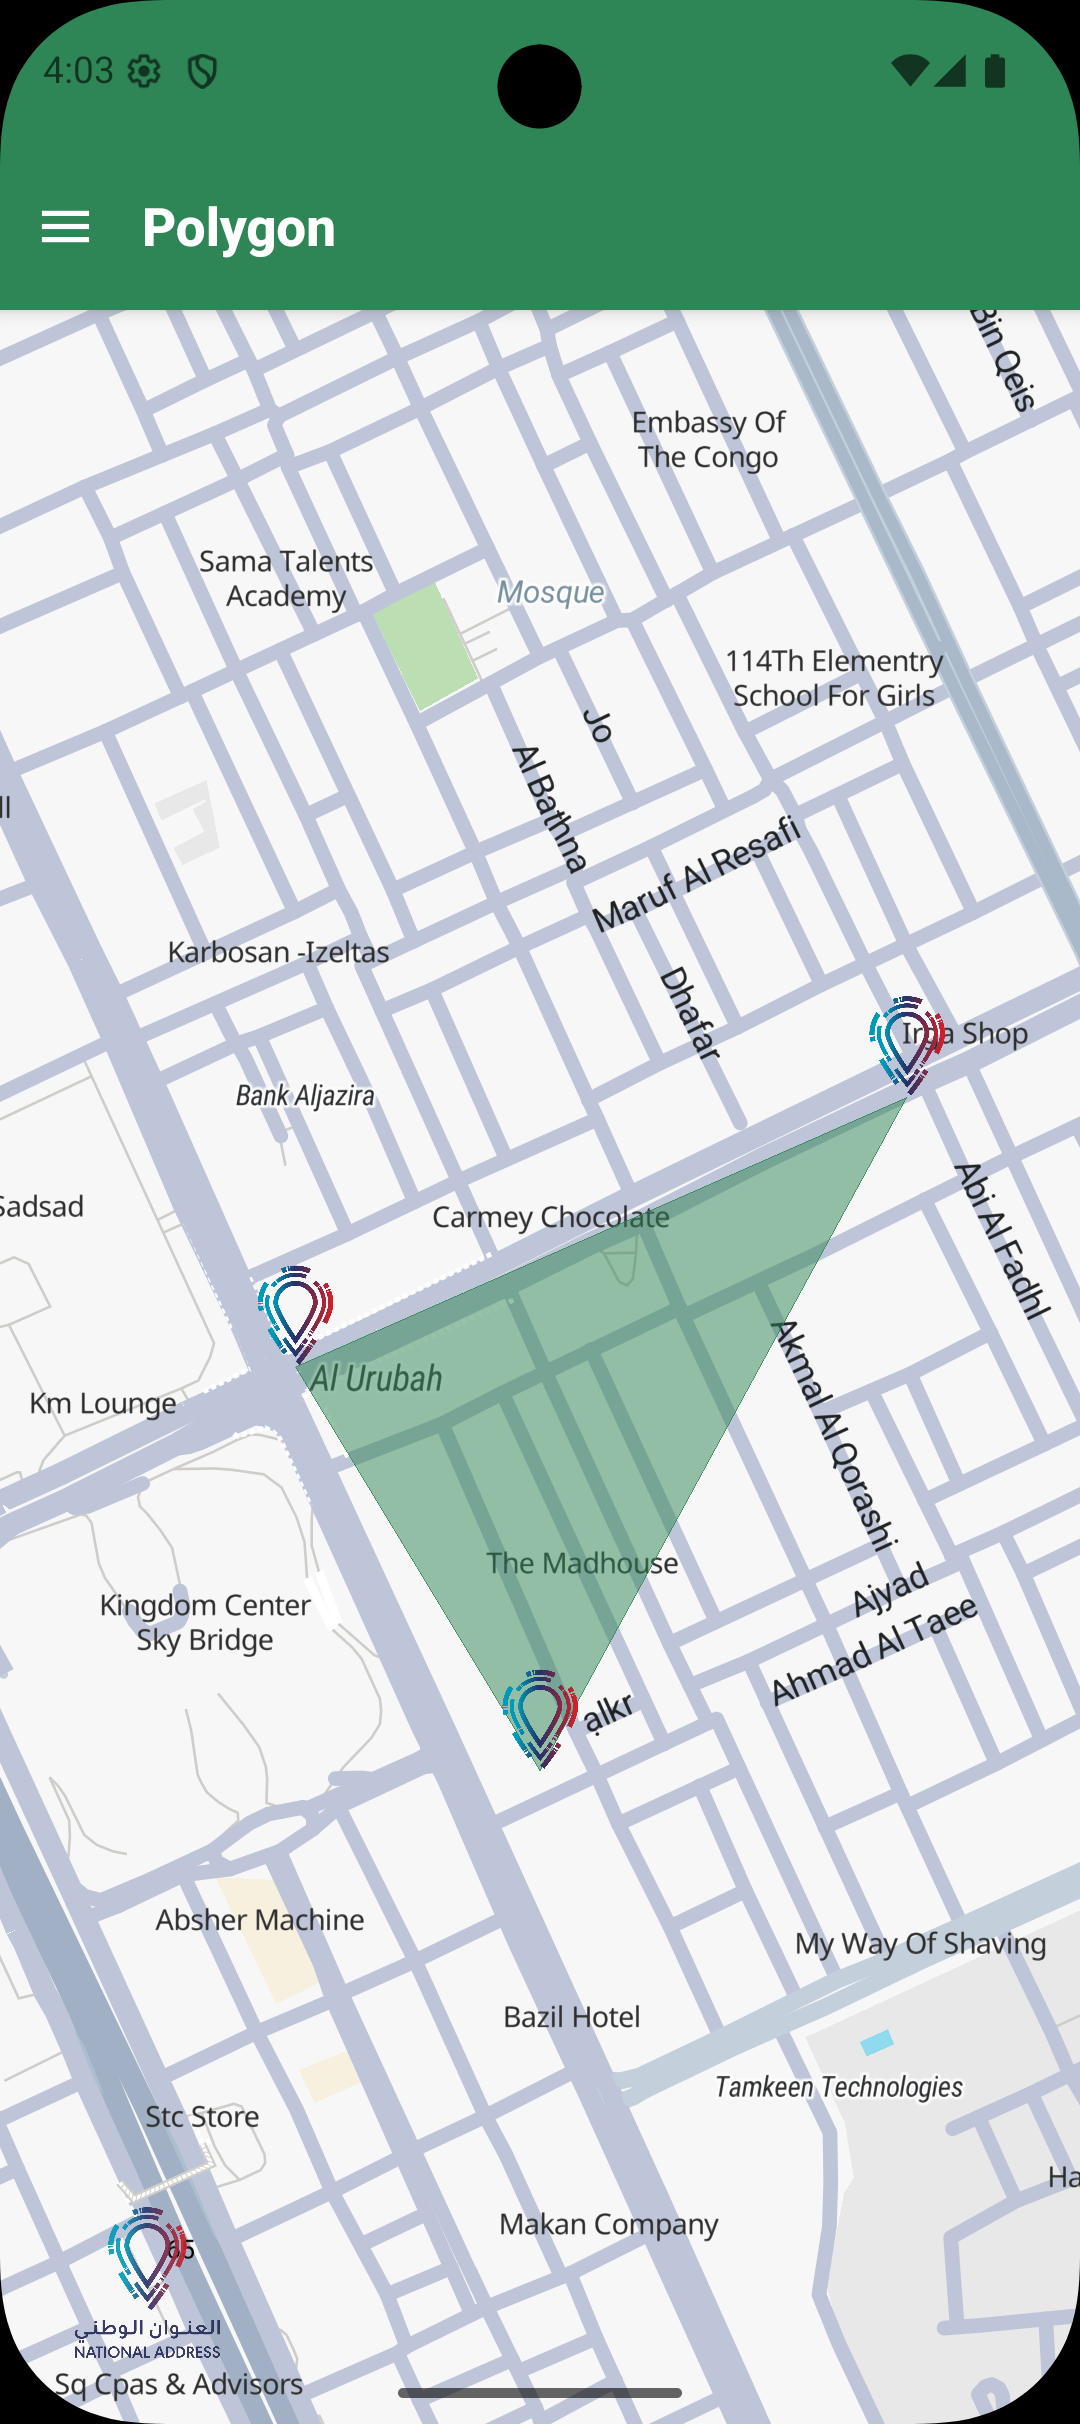 4:03
Polygon
Bin Qeis
Embassy Of
The Congo
Sama Talents
Academy
Mosque
114Th Elementry
School For Girls
Jo
Al Bathna
ll
Maruf Al Resafi
Karbosan -Izeltas
Dhafar
Irqa Shop
Bank Aljazira
Sadsad
Carmey Chocolate
Abi Al Fadhl
Al Urubah
Km Lounge
Akmal Al Qorashi
The Madhouse
Kingdom Center
Sky Bridge
Ajyad
Ahmad Al Taee
Absher Machine
My Way Of Shaving
Bazil Hotel
Tamkeen Technologies
Stc Store
Ha
Makan Company
65
العنوان الوطني
NATIONAL ADDRESS
Sq Cpas & Advisors